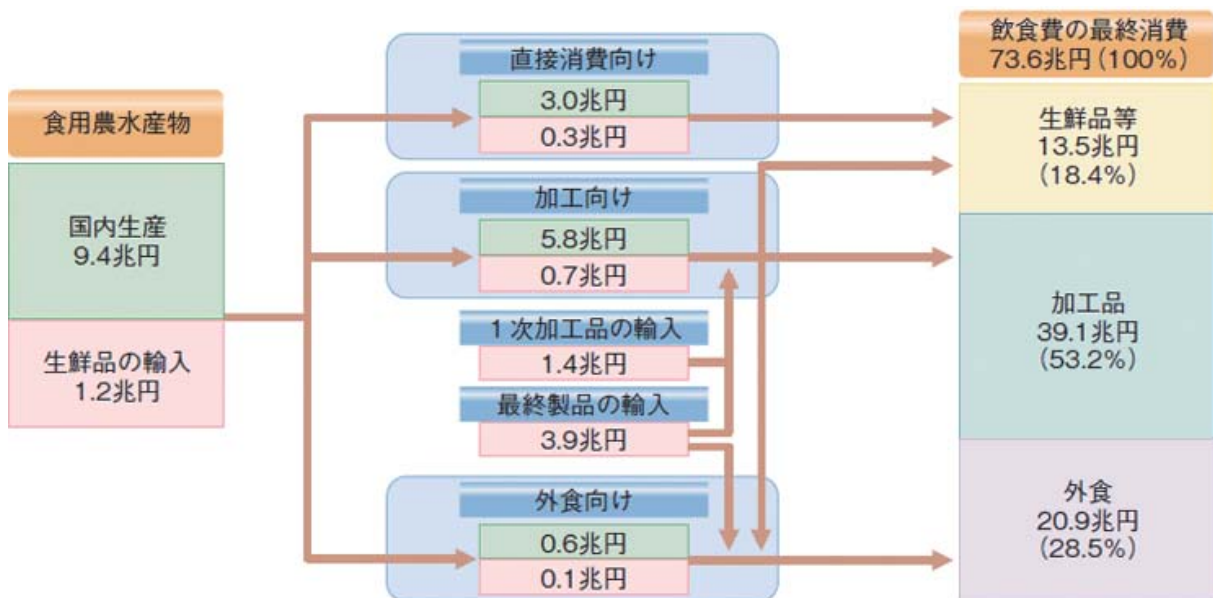 食用農水産物
国内生産
9.4兆円
生鮮品の輸入
1.2兆円
直接消費向け
3.0兆円
0.3兆円
加工向け
5.8兆円
0.7兆円
1次加工品の輸入
1.4兆円
最終製品の輸入
3.9兆円
外食向け
0.6兆円
0.1兆円
飲食費の最終消費
73.6兆円(100%)
生鮮品等
13.5兆円
(18.4%)
加工品
39.1兆円
(53.2%)
外食
20.9兆円
(28.5%)